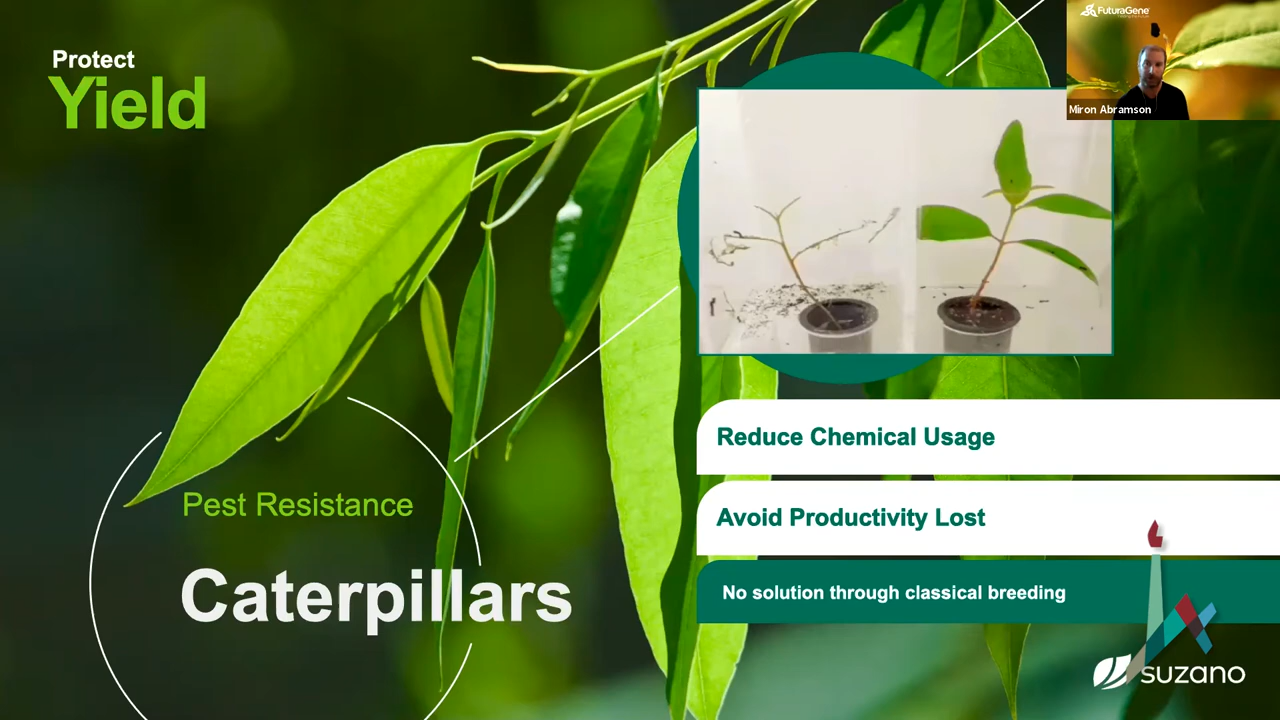 Protect
Yield
FuturaGene
Miron Abramson
Reduce Chemical Usage
Avoid Productivity Lost
No solution through classical breeding
Pest Resistance
Caterpillars
suzano